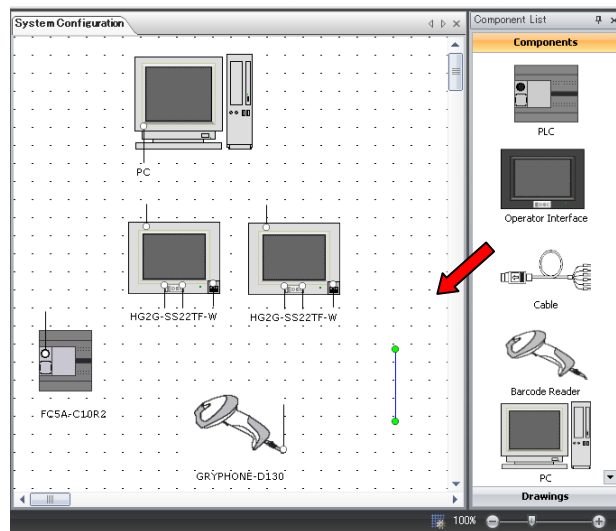 System Configuration
Component List
Components
PC
PLC
Operator Interface
HG2G-SS22TF-W
HG2G-SS22TF-W
Cable
Barcode Reader
FC5A-C10R2
GRYPHONE-D130
PC
Drawings
100%